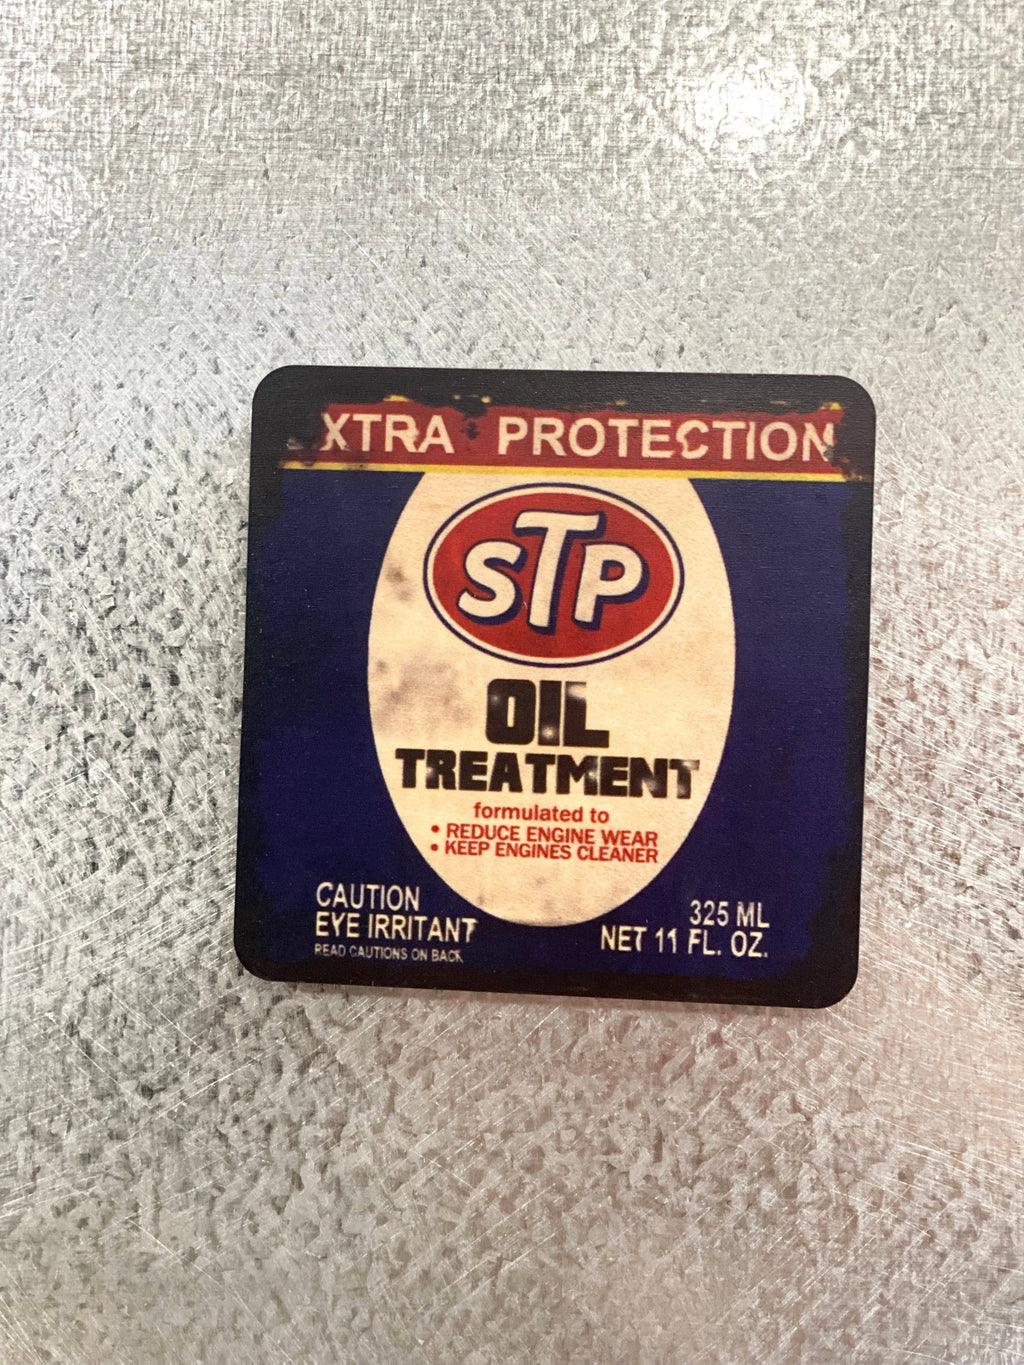 XTRA PROTECTION
STP
OIL
TREATMENT
formulated to
• REDUCE ENGINE WEAR
• KEEP ENGINES CLEANER
CAUTION
EYE IRRITANT
READ CAUTIONS ON BACK
325 ML
NET 11 FL. OZ.